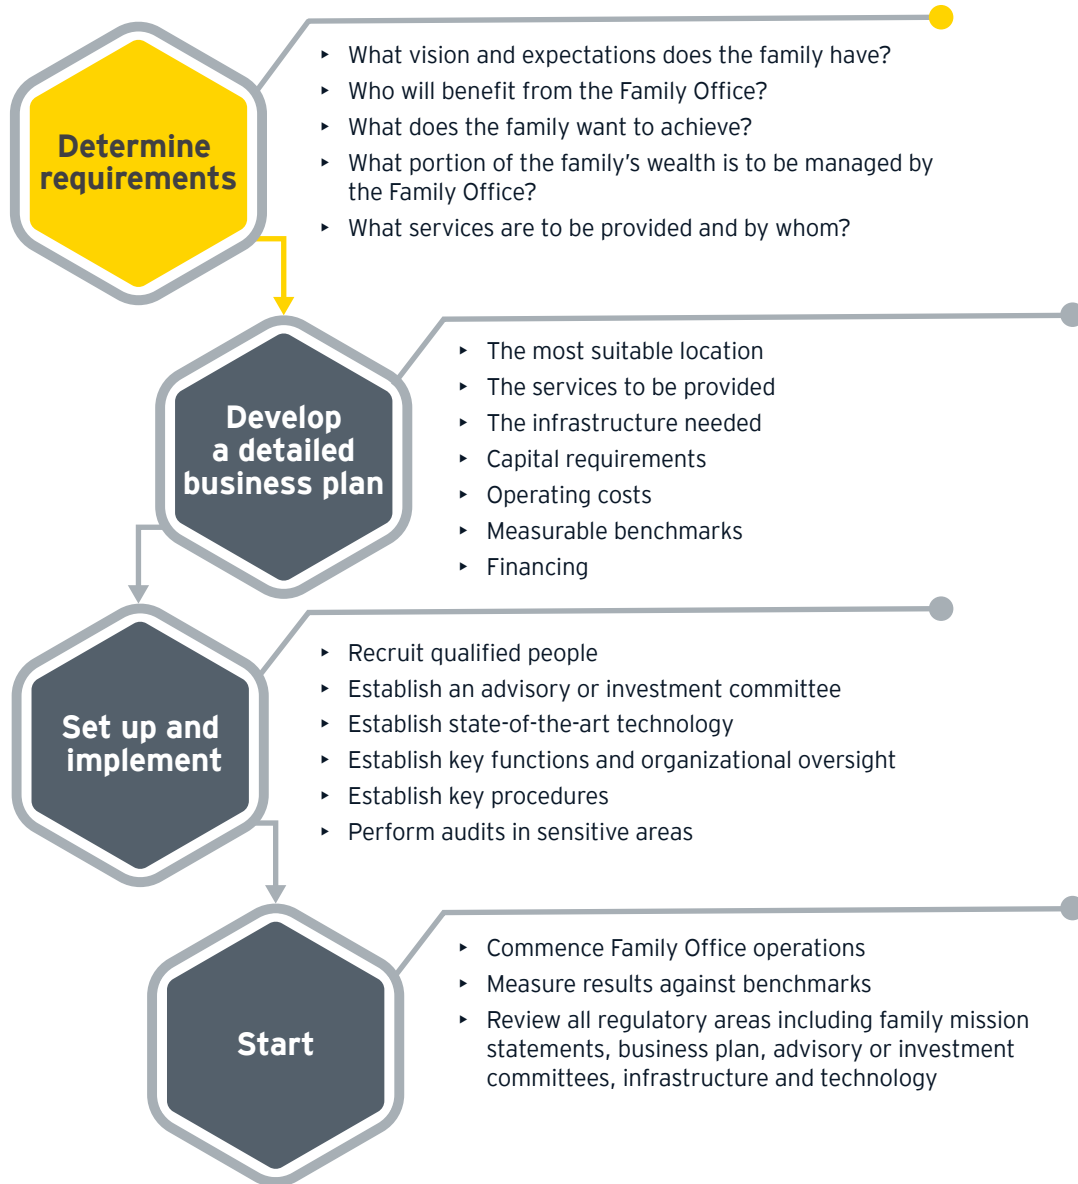 Determine
requirements
‣ What vision and expectations does the family have?
‣ Who will benefit from the Family Office?
‣ What does the family want to achieve?
‣ What portion of the family's wealth is to be managed by
the Family Office?
‣ What services are to be provided and by whom?
Develop
a detailed
business plan
‣ The most suitable location
‣ The services to be provided
‣ The infrastructure needed
‣ Capital requirements
‣ Operating costs
‣ Measurable benchmarks
‣ Financing
Set up and
implement
‣ Recruit qualified people
‣ Establish an advisory or investment committee
‣ Establish state-of-the-art technology
‣ Establish key functions and organizational oversight
‣ Establish key procedures
‣ Perform audits in sensitive areas
Start
‣ Commence Family Office operations
‣ Measure results against benchmarks
‣ Review all regulatory areas including family mission
statements, business plan, advisory or investment
committees, infrastructure and technology